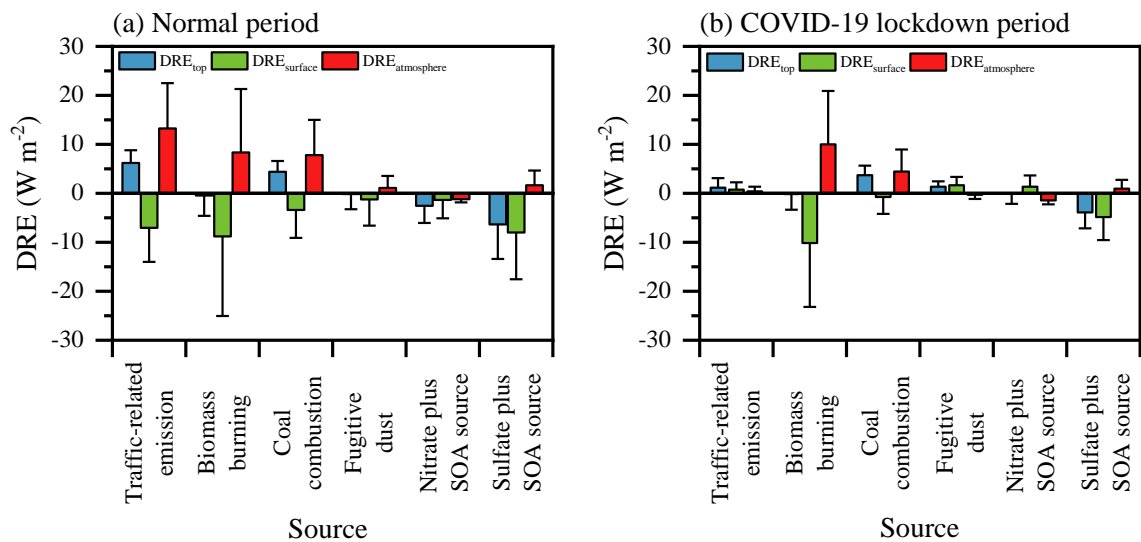 (a) Normal period
30
20
10
0
-10
-20
-30
DRE (W m⁻²)
DRE_top DRE_surface DRE_atmosphere
Traffic-related
emission
Biomass
burning
Coal
combustion
Fugitive
dust
Nitrate plus
SOA source
Sulfate plus
SOA source
Source
(b) COVID-19 lockdown period
30
20
10
0
-10
-20
-30
DRE (W m⁻²)
DRE_top DRE_surface DRE_atmosphere
Traffic-related
emission
Biomass
burning
Coal
combustion
Fugitive
dust
Nitrate plus
SOA source
Sulfate plus
SOA source
Source